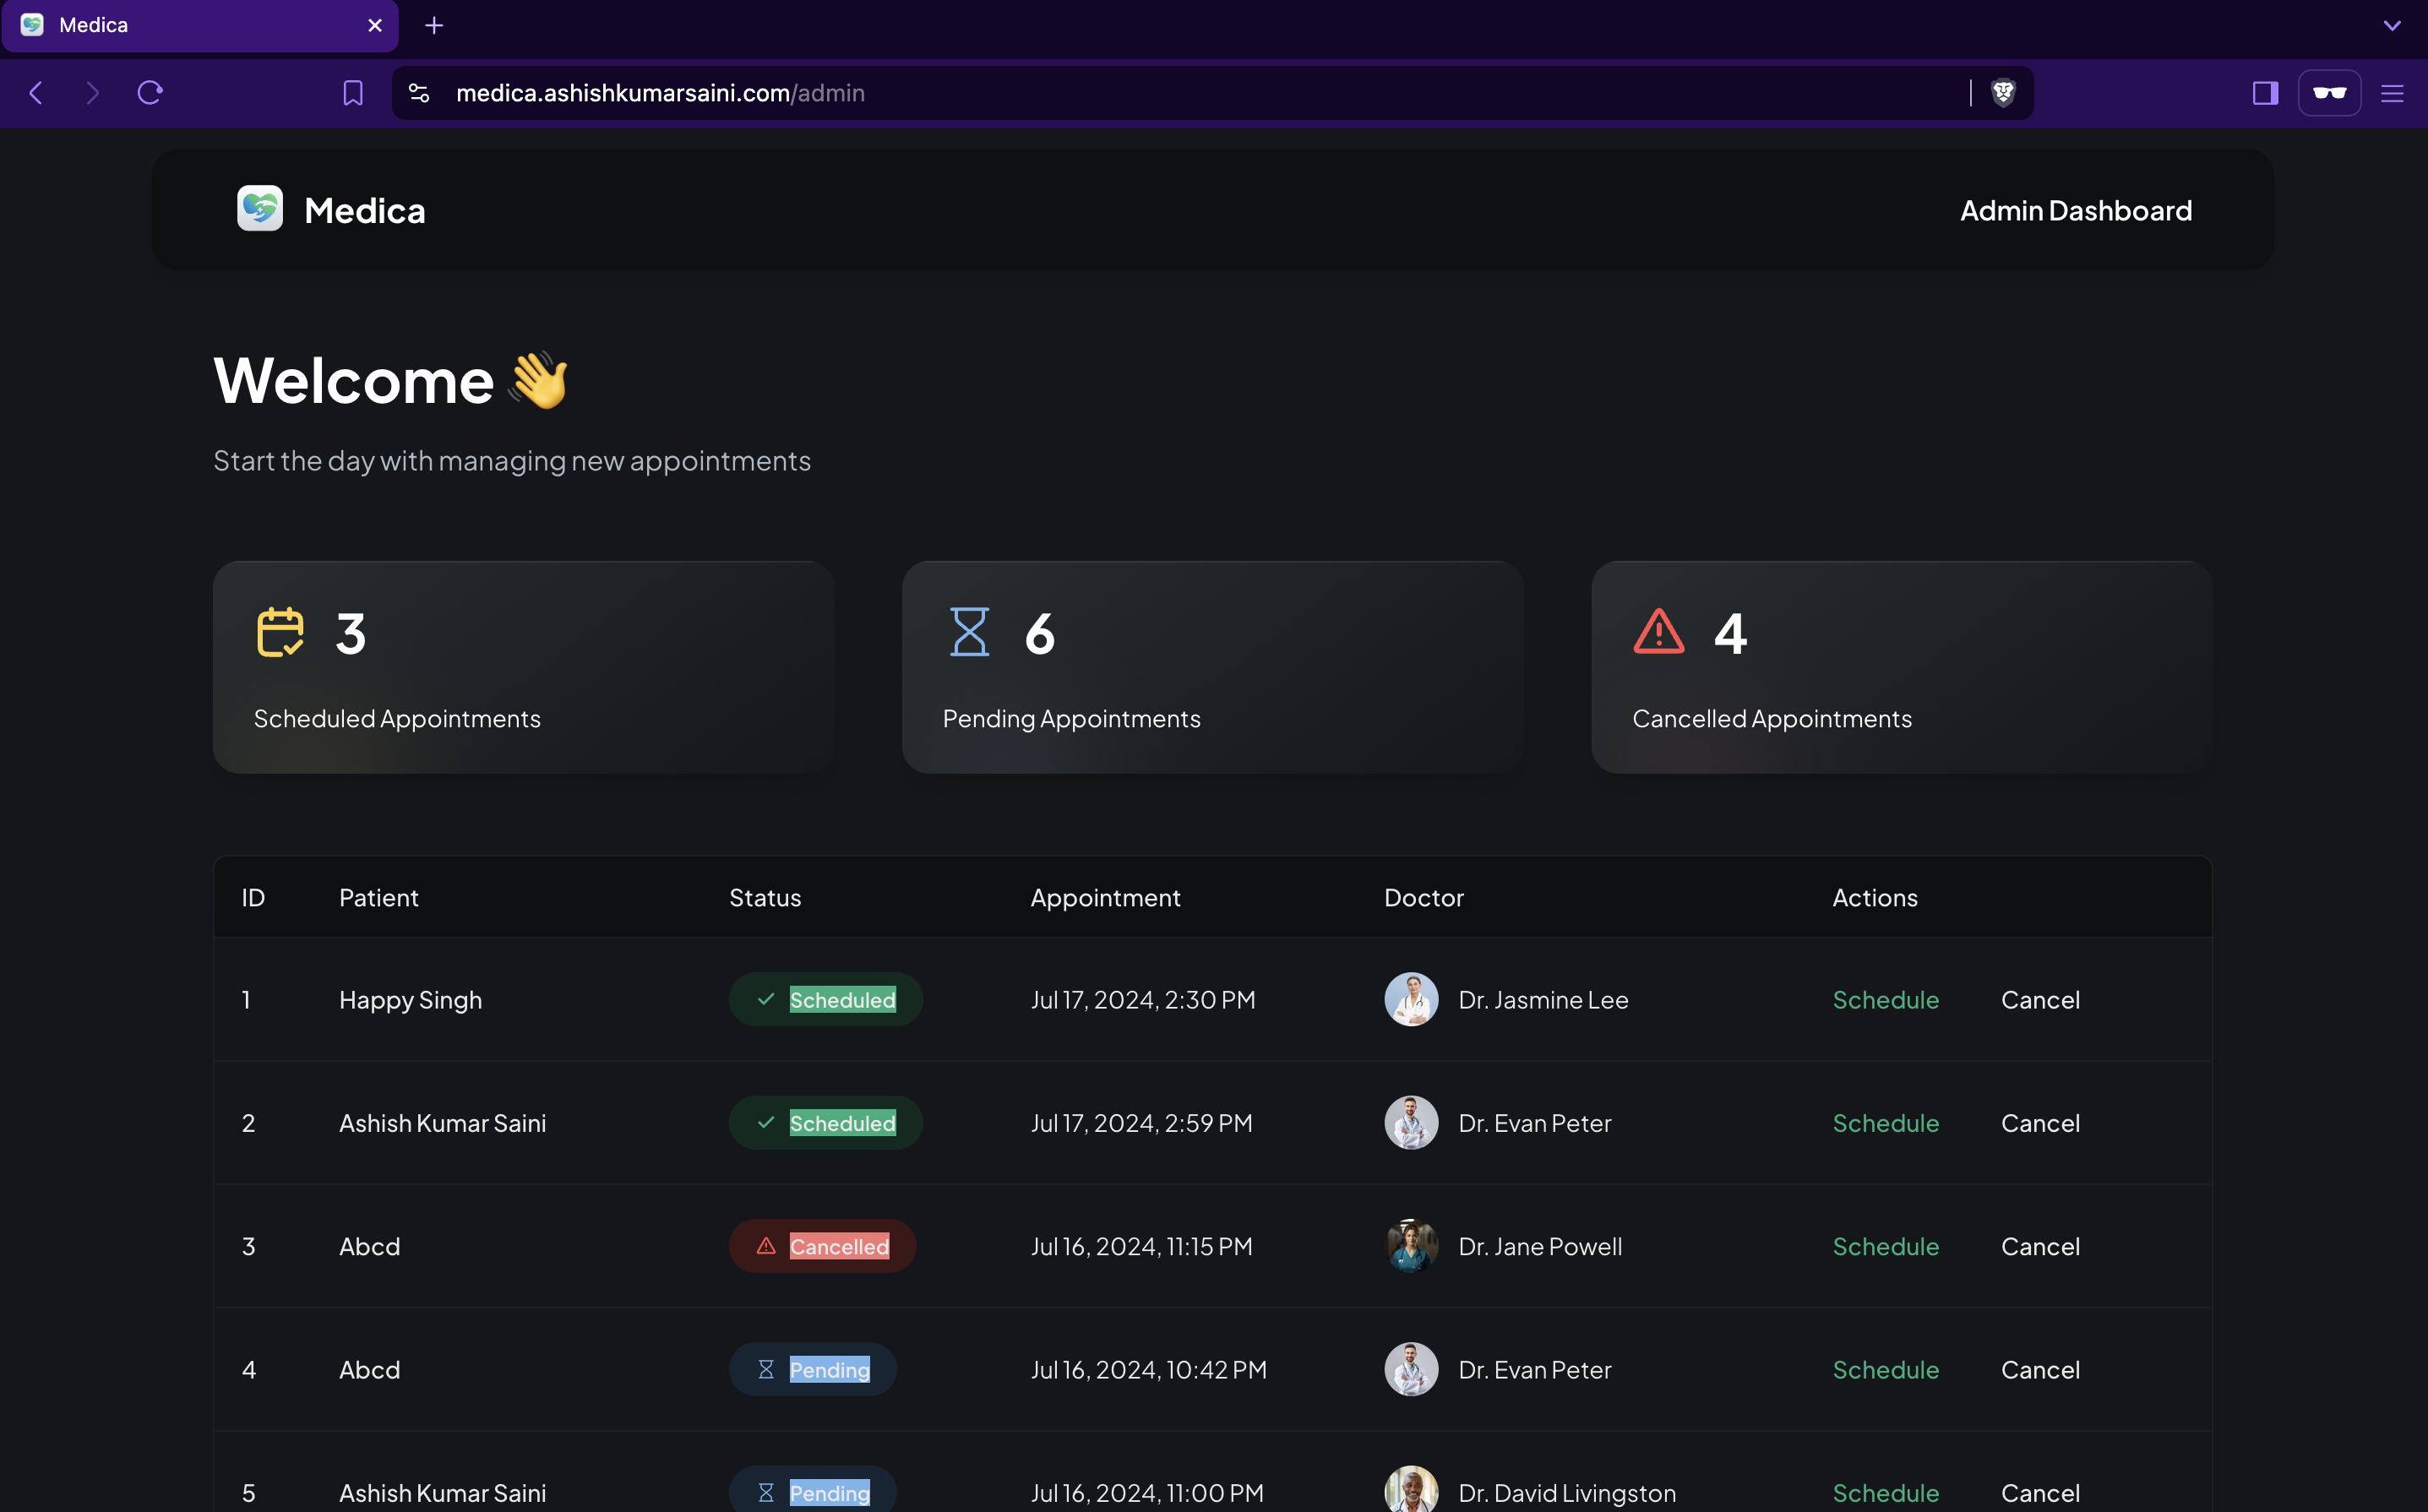 Medica
medica.ashishkumarsaini.com/admin
Medica
Admin Dashboard
Welcome 👋
Start the day with managing new appointments
3
Scheduled Appointments
6
Pending Appointments
4
Cancelled Appointments
ID Patient Status Appointment Doctor Actions
1 Happy Singh Scheduled Jul 17, 2024, 2:30 PM Dr. Jasmine Lee Schedule Cancel
2 Ashish Kumar Saini Scheduled Jul 17, 2024, 2:59 PM Dr. Evan Peter Schedule Cancel
3 Abcd Cancelled Jul 16, 2024, 11:15 PM Dr. Jane Powell Schedule Cancel
4 Abcd Pending Jul 16, 2024, 10:42 PM Dr. Evan Peter Schedule Cancel
5 Ashish Kumar Saini Pending Jul 16, 2024, 11:00 PM Dr. David Livingston Schedule Cancel